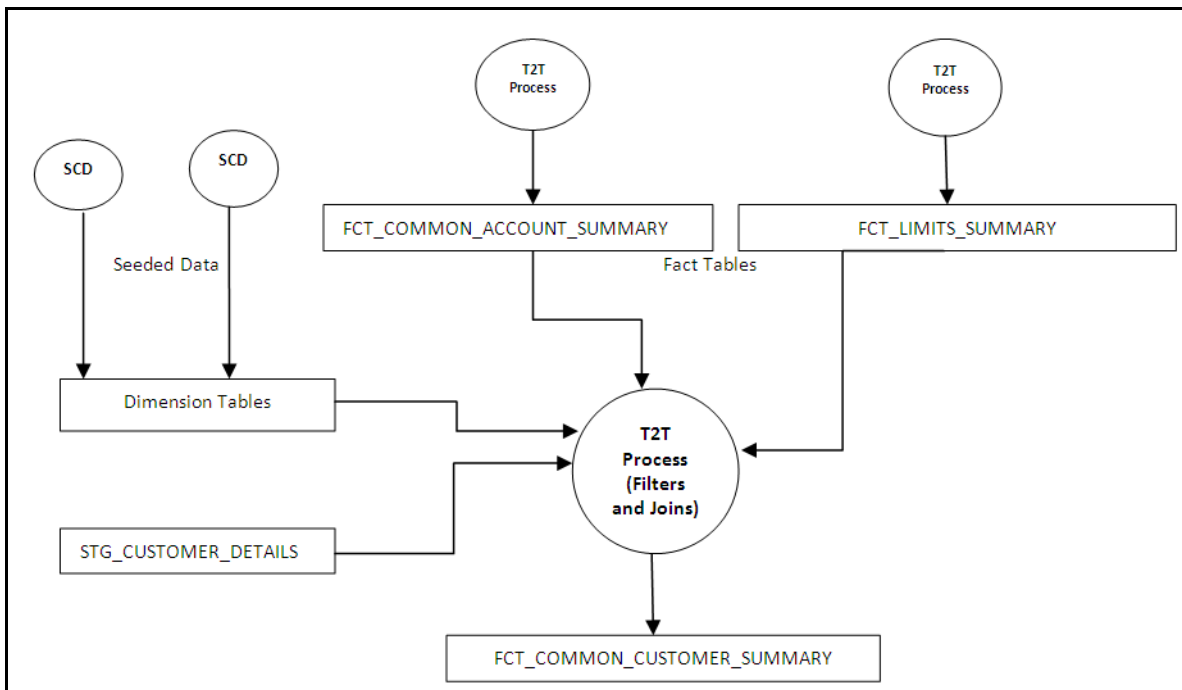 T2T
Process
T2T
Process
SCD
SCD
FCT_COMMON_ACCOUNT_SUMMARY
FCT_LIMITS_SUMMARY
Seeded Data
Fact Tables
Dimension Tables
T2T
Process
(Filters
and Joins)
STG_CUSTOMER_DETAILS
FCT_COMMON_CUSTOMER_SUMMARY